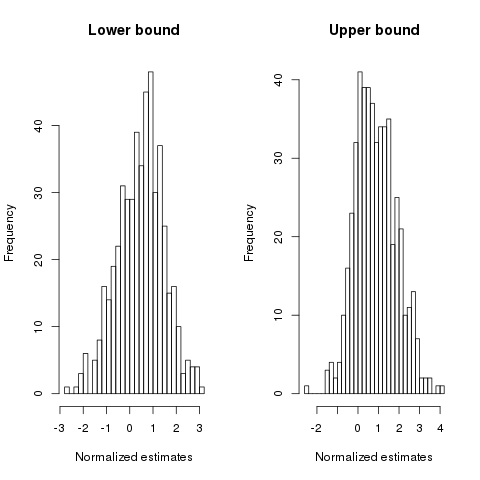 Lower bound
Frequency
0
10
20
30
40
-3 -2 -1 0 1 2 3
Normalized estimates
Upper bound
Frequency
0
10
20
30
40
-2 0 1 2 3 4
Normalized estimates